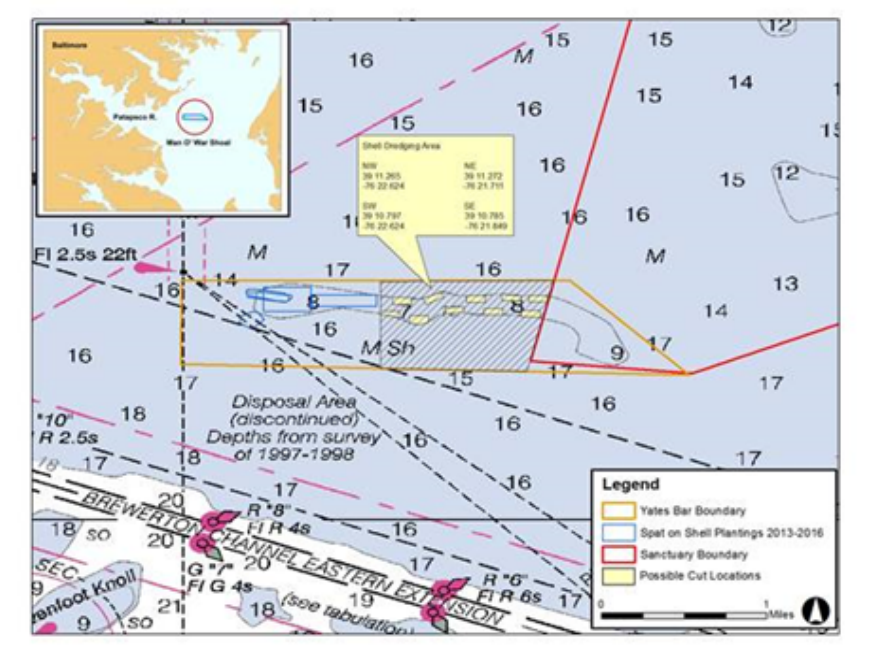 Baltimore
Patapsco R.
Man O' War Shoal
12
15
15
M
16
14
15
15
16
15
15
16
12
15
Shell Dredging Area
NW
39 11.265
-76 22.624
NE
39 11.272
-76 21.711
SW
39 10.797
-76 22.624
SE
39 10.785
-76 21.849
16
16
16
M
M
Fl 2.5s 22ft
14
17
16
13
16
8
7
8
14
16
M Sh
9
17
16
16
15
17
17
17
Disposal Area
(discontinued)
Depths from survey
of 1997-1998
16
16
16
18
"10"
R 2.5s
17
18
16
17
17
20
R "8"
Fl R 4s
16
BREWERTON CHANNEL EASTERN EXTENSION
(see tabulation)
18
SO
20
G "7"
Fl G 4s
20
17
R "6"
Fl R 6s
17
SEC
9
enfoot Knoll
9
SO
21
18
19
Legend
Yates Bar Boundary
Spat on Shell Plantings 2013-2016
Sanctuary Boundary
Possible Cut Locations
0 1
Miles